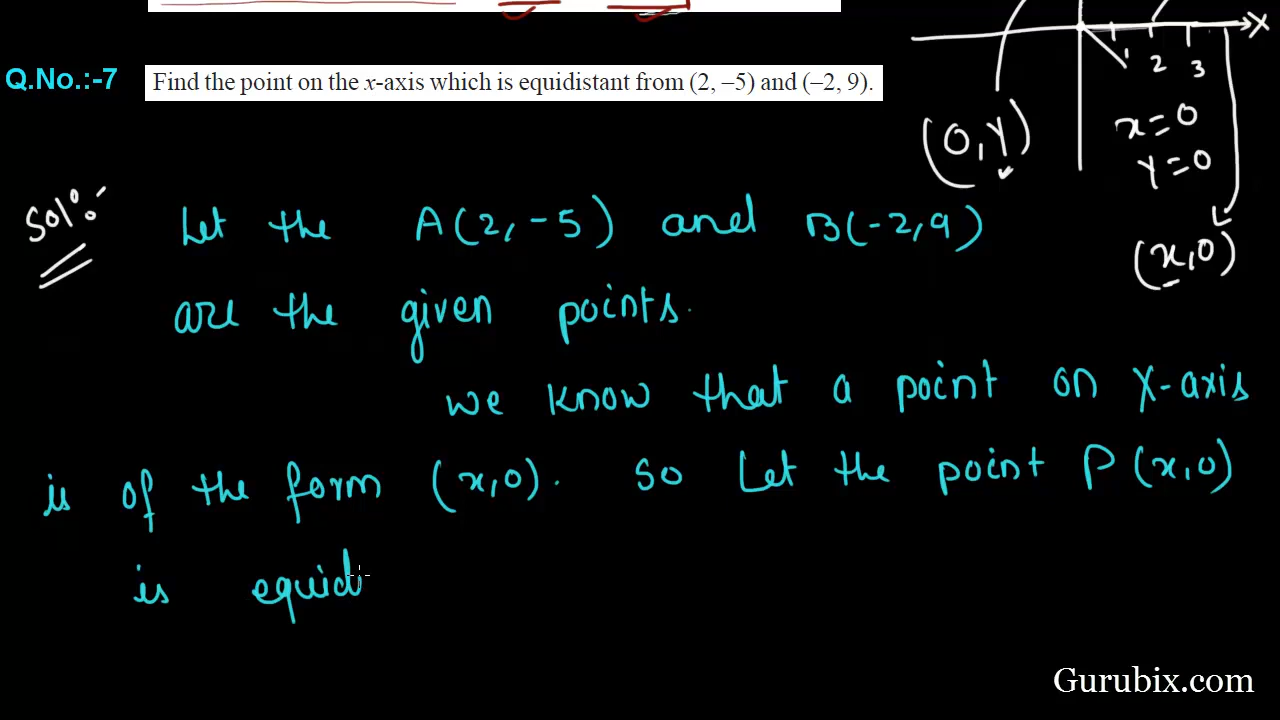 X
1 2 3
Q.No.:-7 Find the point on the x-axis which is equidistant from (2, –5) and (–2, 9).
(0, Y)
x=0
Y=0
(x,0)
Sol:
Let the A(2,-5) and B(-2,9)
are the given points.
we know that a point on X-axis
is of the form (x,0). so Let the point P(x,0)
is equid
Gurubix.com